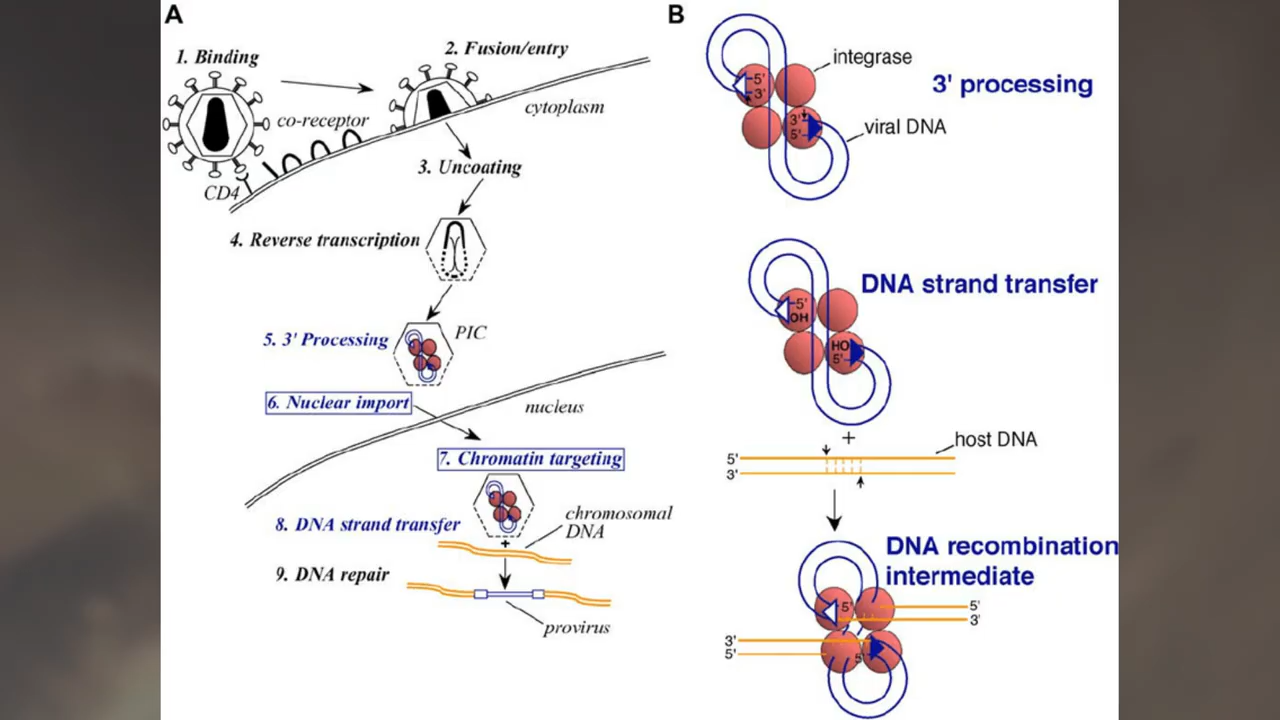 A
1. Binding
2. Fusion/entry
cytoplasm
co-receptor
CD4
3. Uncoating
4. Reverse transcription
5. 3' Processing
PIC
6. Nuclear import
nucleus
7. Chromatin targeting
8. DNA strand transfer
chromosomal
DNA
+
9. DNA repair
provirus
B
integrase
5'
3'
3' processing
3'
5'
viral DNA
DNA strand transfer
5'
OH
HO
5'
+
host DNA
5'
3'
DNA recombination
intermediate
5'
5'
3'
3'
5'
5'